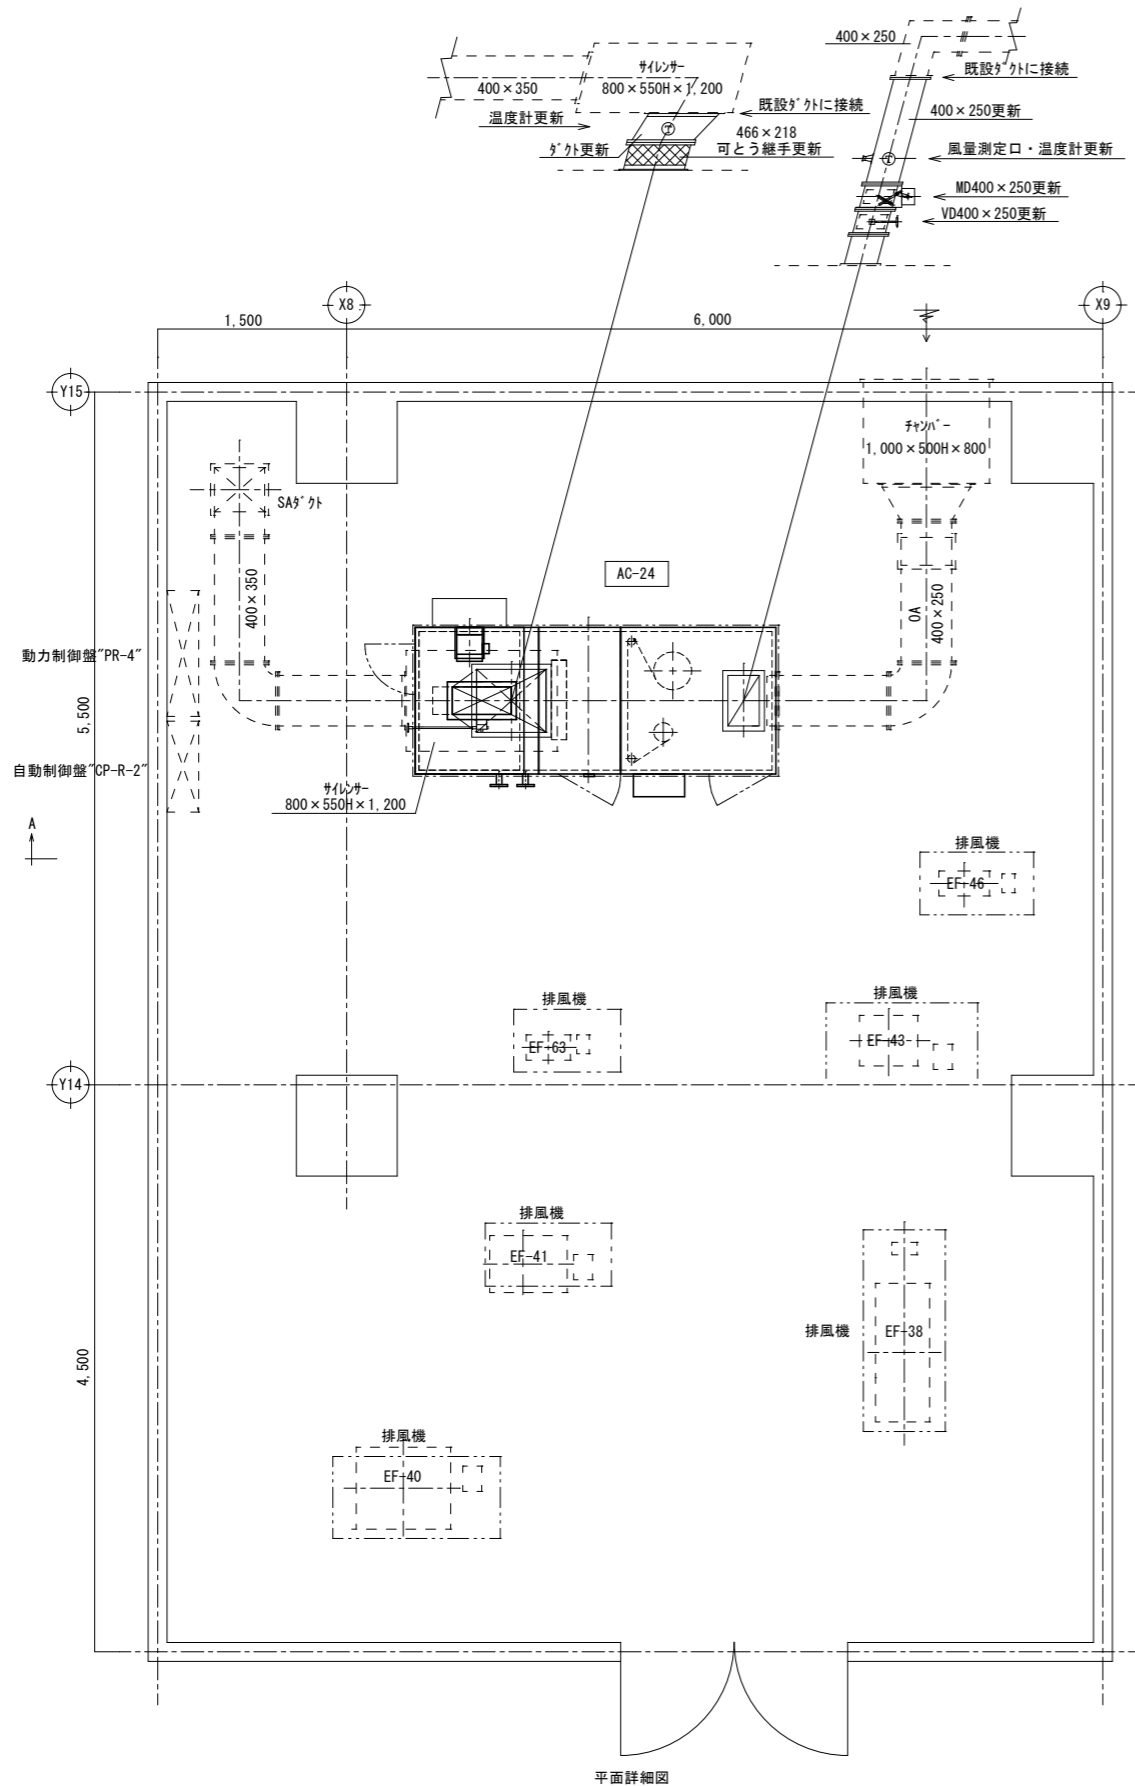 400×250
サイレンサー
400×350
800×550H×1,200
既設ダクトに接続
既設ダクトに接続
温度計更新
400×250更新
466×218
ダクト更新
可とう継手更新
風量測定口・温度計更新
MD400×250更新
VD400×250更新
X8
X9
1,500
6,000
Y15
チャンバー
1,000×500H×800
SAダクト
AC-24
400×350
OA
400×250
動力制御盤"PR-4"
5,500
自動制御盤"CP-R-2"
サイレンサー
800×550H×1,200
A
排風機
EF-46
排風機
EF-63
排風機
EF-43
Y14
排風機
EF-41
排風機
EF-38
4,500
排風機
EF-40
平面詳細図